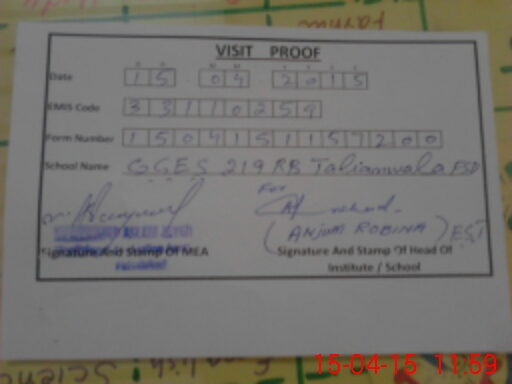 VISIT PROOF
D D M M Y Y Y Y
Date 15 04 2015
EMIS Code 33110259
Form Number 1504151157200
School Name GGES 219 RB Talianwala FSD
For
(ANJUM ROBINA) EST
Signature And Stamp Of MEA Signature And Stamp Of Head Of
Institute / School
15-04-15 11:59